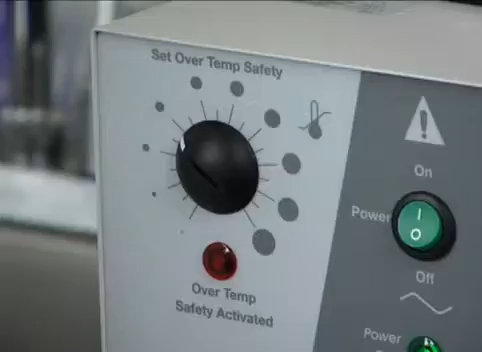 Set Over Temp Safety
On
Power
I
O
Off
Over Temp
Safety Activated
Power